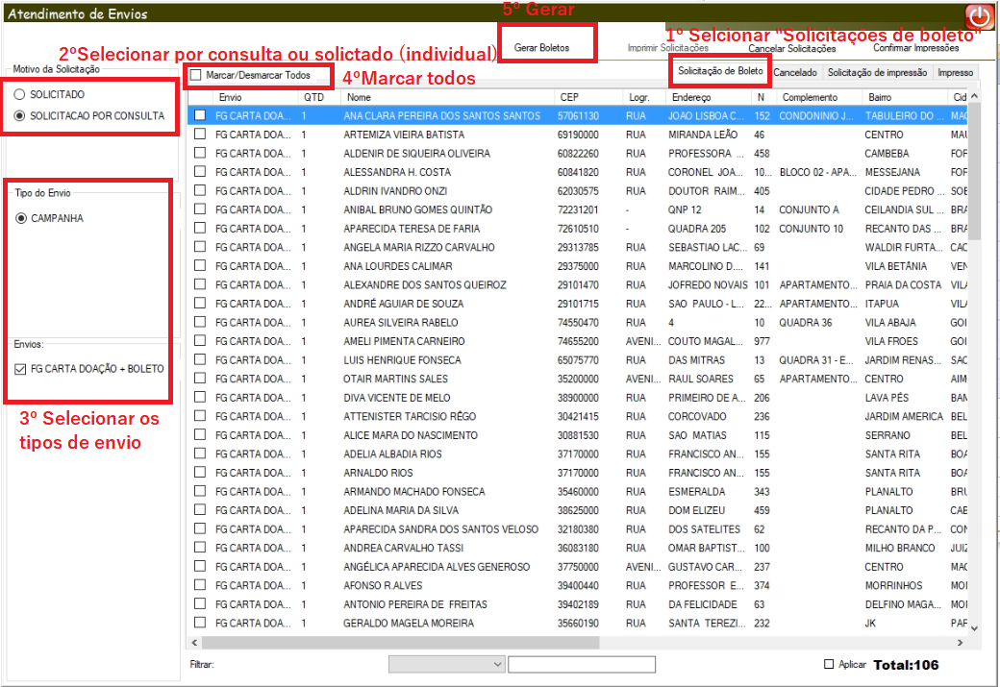 Atendimento de Envios
5º Gerar
1º Selcionar "Solicitações de boleto"
Gerar Boletos
Imprimir Solicitações
Cancelar Solicitações
Confirmar Impressões
2ºSelecionar por consulta ou solictado (individual)
Motivo da Solicitação
SOLICITADO
SOLICITACAO POR CONSULTA
Marcar/Desmarcar Todos
4ºMarcar todos
Solicitação de Boleto Cancelado Solicitação de impressão Impresso
Tipo do Envio
CAMPANHA
Envios:
FG CARTA DOAÇÃO + BOLETO
3º Selecionar os
tipos de envio
Envio QTD Nome CEP Logr. Endereço N Complemento Bairro Cid
FG CARTA DOA... 1 ANA CLARA PEREIRA DOS SANTOS SANTOS 57061130 RUA JOAO LISBOA C... 152 CONDONINIO J... TABULEIRO DO ... MAC
FG CARTA DOA... 1 ARTEMIZA VIEIRA BATISTA 69190000 RUA MIRANDA LEÃO 46 CENTRO MAU
FG CARTA DOA... 1 ALDENIR DE SIQUEIRA OLIVEIRA 60822260 RUA PROFESSORA ... 458 CAMBEBA FOR
FG CARTA DOA... 1 ALESSANDRA H. COSTA 60841820 RUA CORONEL JOA... 10... BLOCO 02 - APA... MESSEJANA FOR
FG CARTA DOA... 1 ALDRIN IVANDRO ONZI 62030575 RUA DOUTOR RAIM... 405 CIDADE PEDRO ... SOB
FG CARTA DOA... 1 ANIBAL BRUNO GOMES QUINTÃO 72231201 - QNP 12 14 CONJUNTO A CEILANDIA SUL ... BRA
FG CARTA DOA... 1 APARECIDA TERESA DE FARIA 72610510 - QUADRA 205 102 CONJUNTO 10 RECANTO DAS ... BRA
FG CARTA DOA... 1 ANGELA MARIA RIZZO CARVALHO 29313785 RUA SEBASTIAO LAC... 69 WALDIR FURTA... CAC
FG CARTA DOA... 1 ANA LOURDES CALIMAR 29375000 RUA MARCOLINO D.... 141 VILA BETÂNIA VEN
FG CARTA DOA... 1 ALEXANDRE DOS SANTOS QUEIROZ 29101470 RUA JOFREDO NOVAIS 101 APARTAMENTO... PRAIA DA COSTA VILA
FG CARTA DOA... 1 ANDRÉ AGUIAR DE SOUZA 29101715 RUA SAO PAULO - L... 22... APARTAMENTO... ITAPUA VILA
FG CARTA DOA... 1 AUREA SILVEIRA RABELO 74550470 RUA 4 10 QUADRA 36 VILA ABAJA GOI
FG CARTA DOA... 1 AMELI PIMENTA CARNEIRO 74655200 AVENI... COUTO MAGAL... 977 VILA FROES GOI
FG CARTA DOA... 1 LUIS HENRIQUE FONSECA 65075770 RUA DAS MITRAS 13 QUADRA 31 - E... JARDIM RENAS... SAC
FG CARTA DOA... 1 OTAIR MARTINS SALES 35200000 AVENI... RAUL SOARES 65 APARTAMENTO... CENTRO AIM
FG CARTA DOA... 1 DIVA VICENTE DE MELO 38900000 RUA PRIMEIRO DE A... 206 LAVA PÉS BAM
FG CARTA DOA... 1 ATTENISTER TARCISIO RÊGO 30421415 RUA CORCOVADO 236 JARDIM AMERICA BEL
FG CARTA DOA... 1 ALICE MARA DO NASCIMENTO 30881530 RUA SAO MATIAS 115 SERRANO BEL
FG CARTA DOA... 1 ADELIA ALBADIA RIOS 37170000 RUA FRANCISCO AN... 155 SANTA RITA BOA
FG CARTA DOA... 1 ARNALDO RIOS 37170000 RUA FRANCISCO AN... 155 SANTA RITA BOA
FG CARTA DOA... 1 ARMANDO MACHADO FONSECA 35460000 RUA ESMERALDA 343 PLANALTO BRU
FG CARTA DOA... 1 ADELINA MARIA DA SILVA 38625000 RUA DOM ELIZEU 459 PLANALTO CAB
FG CARTA DOA... 1 APARECIDA SANDRA DOS SANTOS VELOSO 32180380 RUA DOS SATELITES 62 RECANTO DA P... CON
FG CARTA DOA... 1 ANDREA CARVALHO TASSI 36083180 RUA OMAR BAPTIST... 100 MILHO BRANCO JUIZ
FG CARTA DOA... 1 ANGÉLICA APARECIDA ALVES GENEROSO 37750000 AVENI... GUSTAVO CAR... 237 CENTRO MAC
FG CARTA DOA... 1 AFONSO R.ALVES 39400440 RUA PROFESSOR E... 374 MORRINHOS MOI
FG CARTA DOA... 1 ANTONIO PEREIRA DE FREITAS 39402189 RUA DA FELICIDADE 63 DELFINO MAGA... MOI
FG CARTA DOA... 1 GERALDO MAGELA MOREIRA 35660190 RUA SANTA TEREZI... 232 JK PAR
Filtrar:
Aplicar Total:106